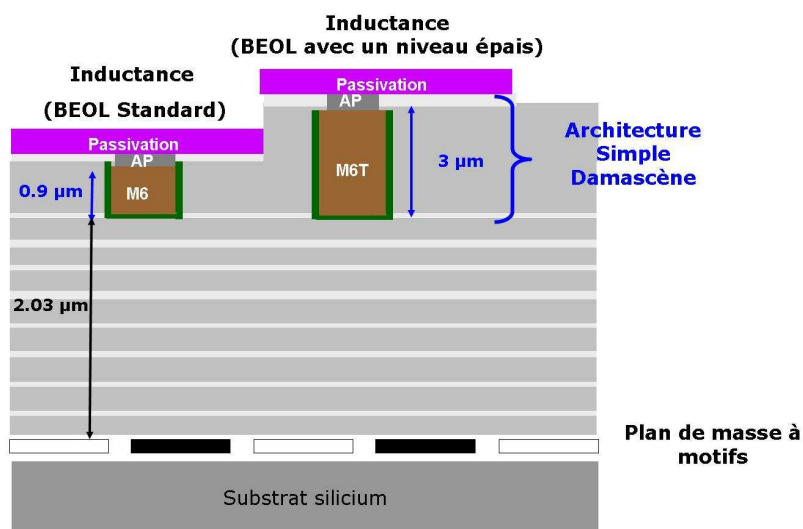 Inductance
(BEOL avec un niveau épais)
Inductance
(BEOL Standard)
Passivation
AP
Passivation
AP
Architecture
Simple
Damascène
3 µm
M6T
0.9 µm
M6
2.03 µm
Plan de masse à
motifs
Substrat silicium